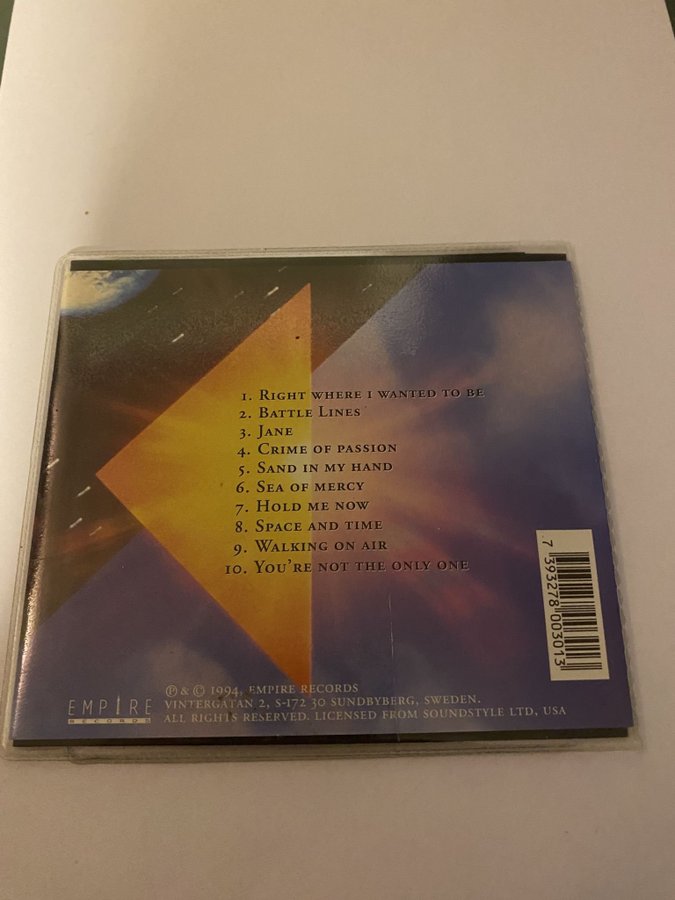 1. Right where I wanted to be
2. Battle Lines
3. Jane
4. Crime of passion
5. Sand in my hand
6. Sea of mercy
7. Hold me now
8. Space and time
9. Walking on air
10. You're not the only one
7 393278 003013
EMPIRE
RECORDS
℗ & © 1994, EMPIRE RECORDS
VINTERGATAN 2, S-172 30 SUNDBYBERG, SWEDEN.
ALL RIGHTS RESERVED. LICENSED FROM SOUNDSTYLE LTD, USA